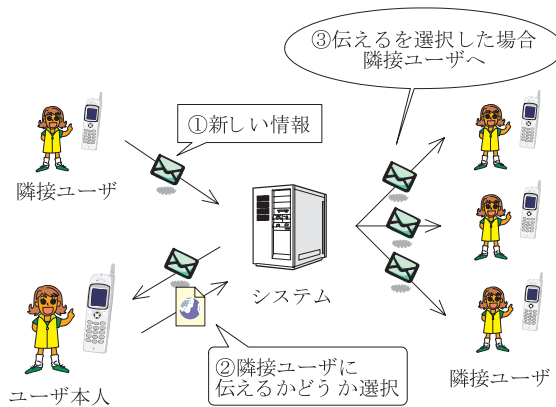 ③伝えるを選択した場合
隣接ユーザへ
①新しい情報
隣接ユーザ
システム
②隣接ユーザに
伝えるかどうか選択
ユーザ本人
隣接ユーザ